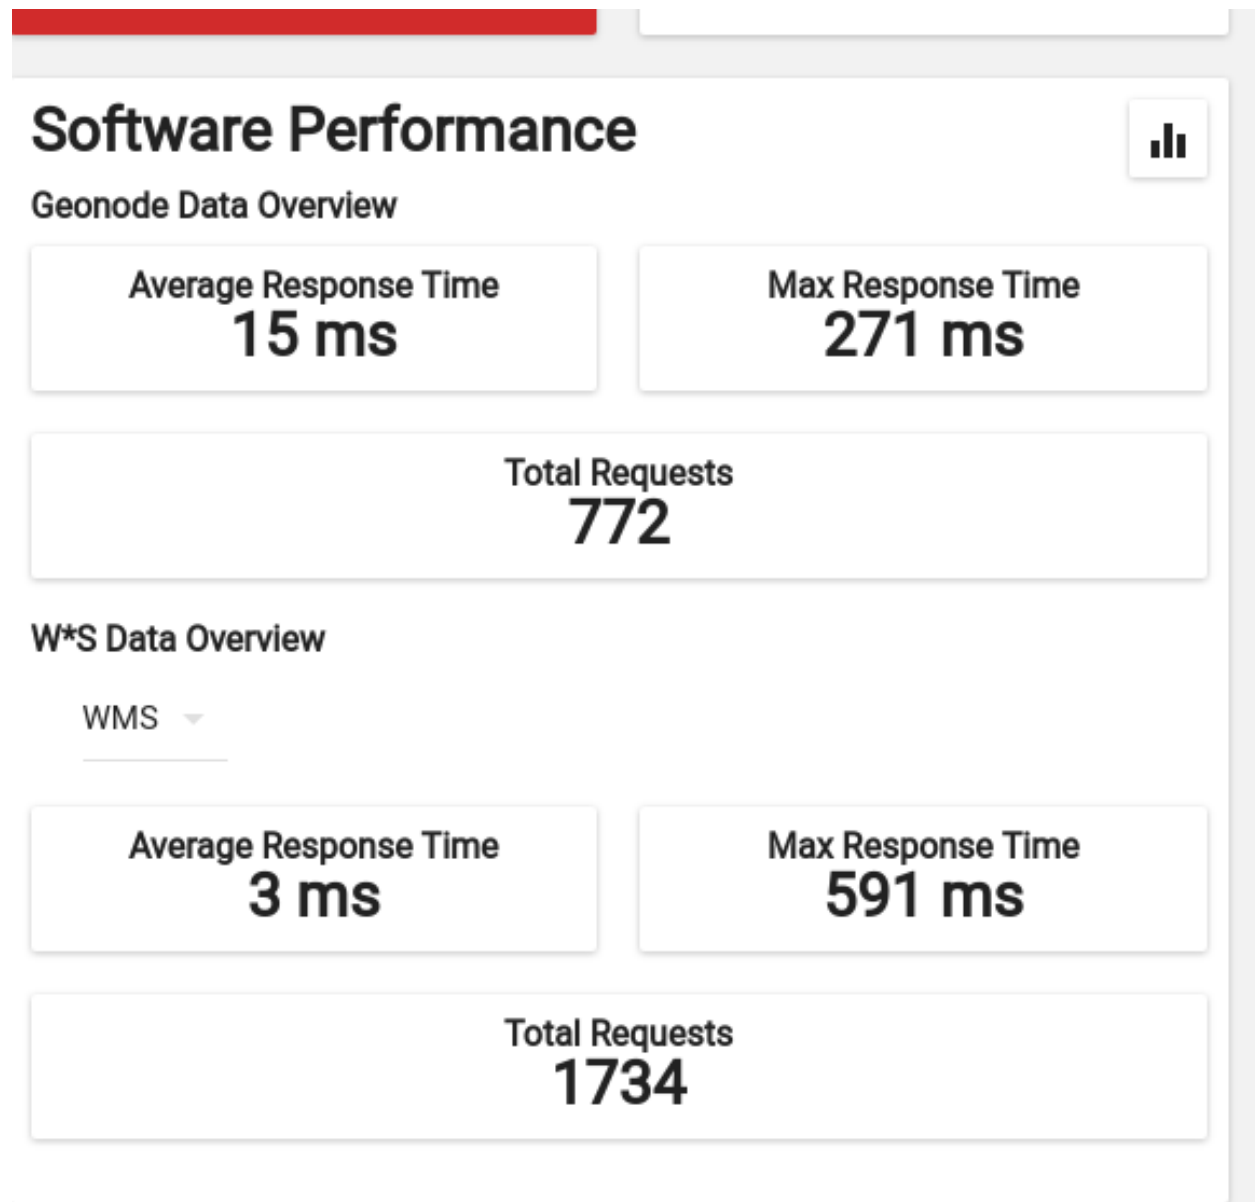 Software Performance
Geonode Data Overview
Average Response Time
15 ms
Max Response Time
271 ms
Total Requests
772
W*S Data Overview
WMS
Average Response Time
3 ms
Max Response Time
591 ms
Total Requests
1734